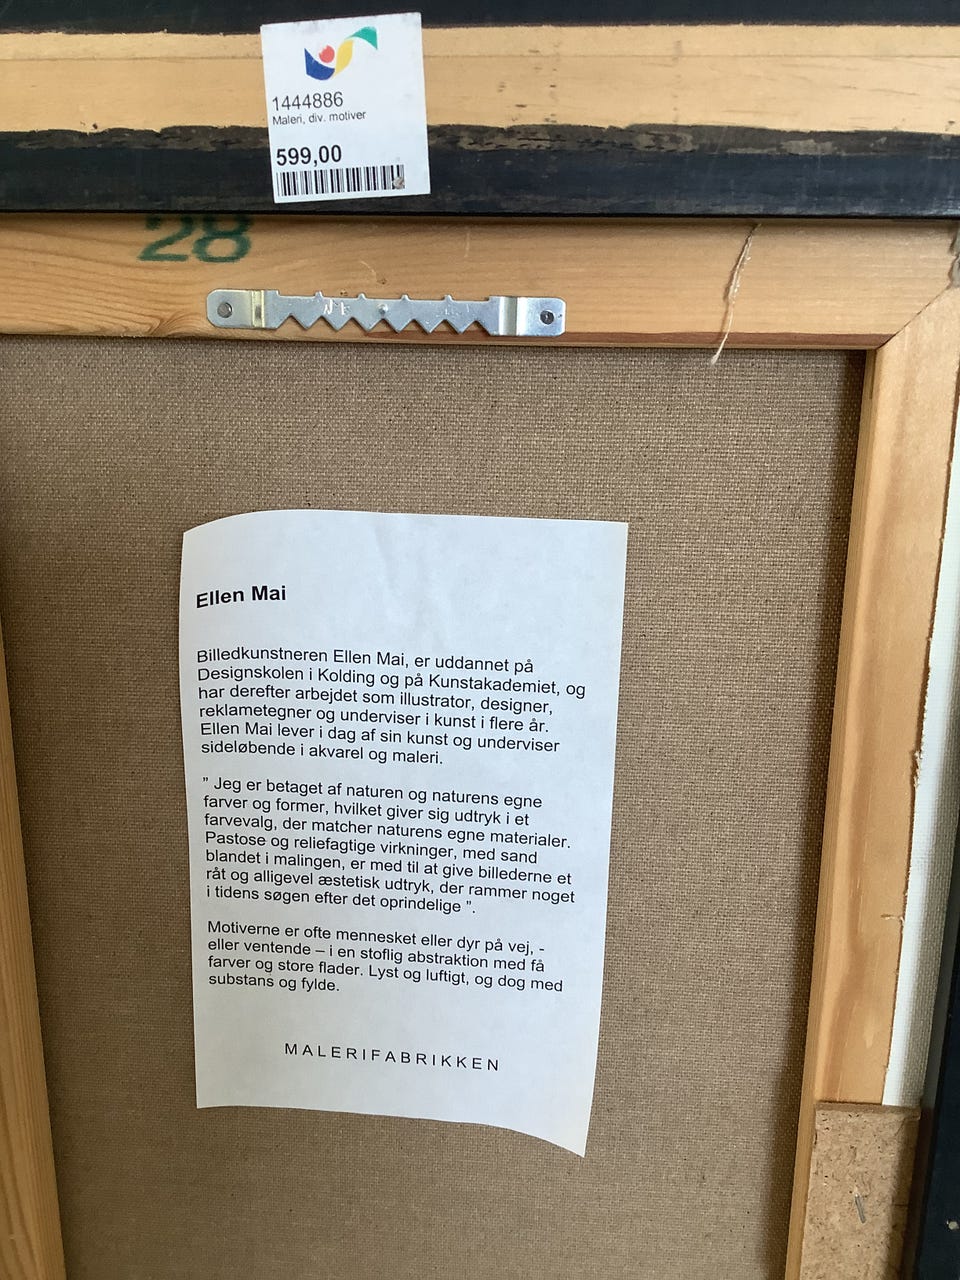 1444886
Maleri, div. motiver
599,00
28
Ellen Mai
Billedkunstneren Ellen Mai, er uddannet på
Designskolen i Kolding og på Kunstakademiet, og
har derefter arbejdet som illustrator, designer,
reklametegner og underviser i kunst i flere år.
Ellen Mai lever i dag af sin kunst og underviser
sideløbende i akvarel og maleri.
” Jeg er betaget af naturen og naturens egne
farver og former, hvilket giver sig udtryk i et
farvevalg, der matcher naturens egne materialer.
Pastose og reliefagtige virkninger, med sand
blandet i malingen, er med til at give billederne et
råt og alligevel æstetisk udtryk, der rammer noget
i tidens søgen efter det oprindelige ”.
Motiverne er ofte mennesket eller dyr på vej, -
eller ventende – i en stoflig abstraktion med få
farver og store flader. Lyst og luftigt, og dog med
substans og fylde.
MALERIFABRIKKEN